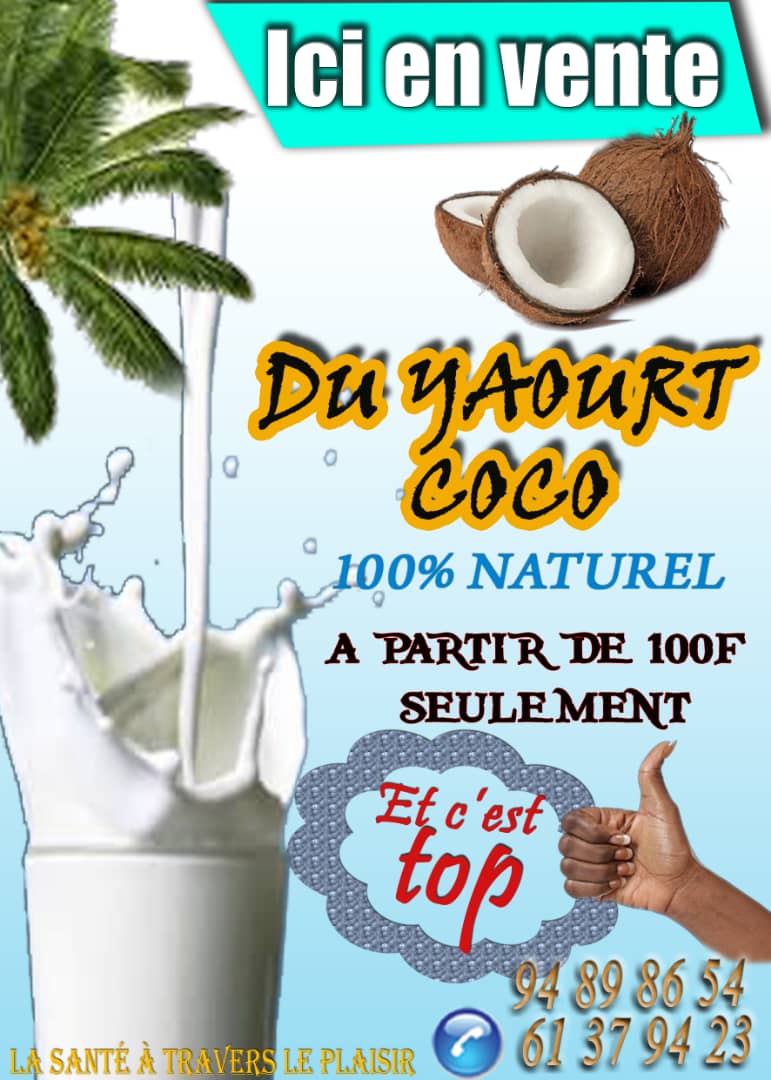 Ici en vente
DU YAOURT
COCO
100% NATUREL
A PARTIR DE 100F
SEULEMENT
Et c'est
top
94 89 86 54
61 37 94 23
LA SANTÉ À TRAVERS LE PLAISIR